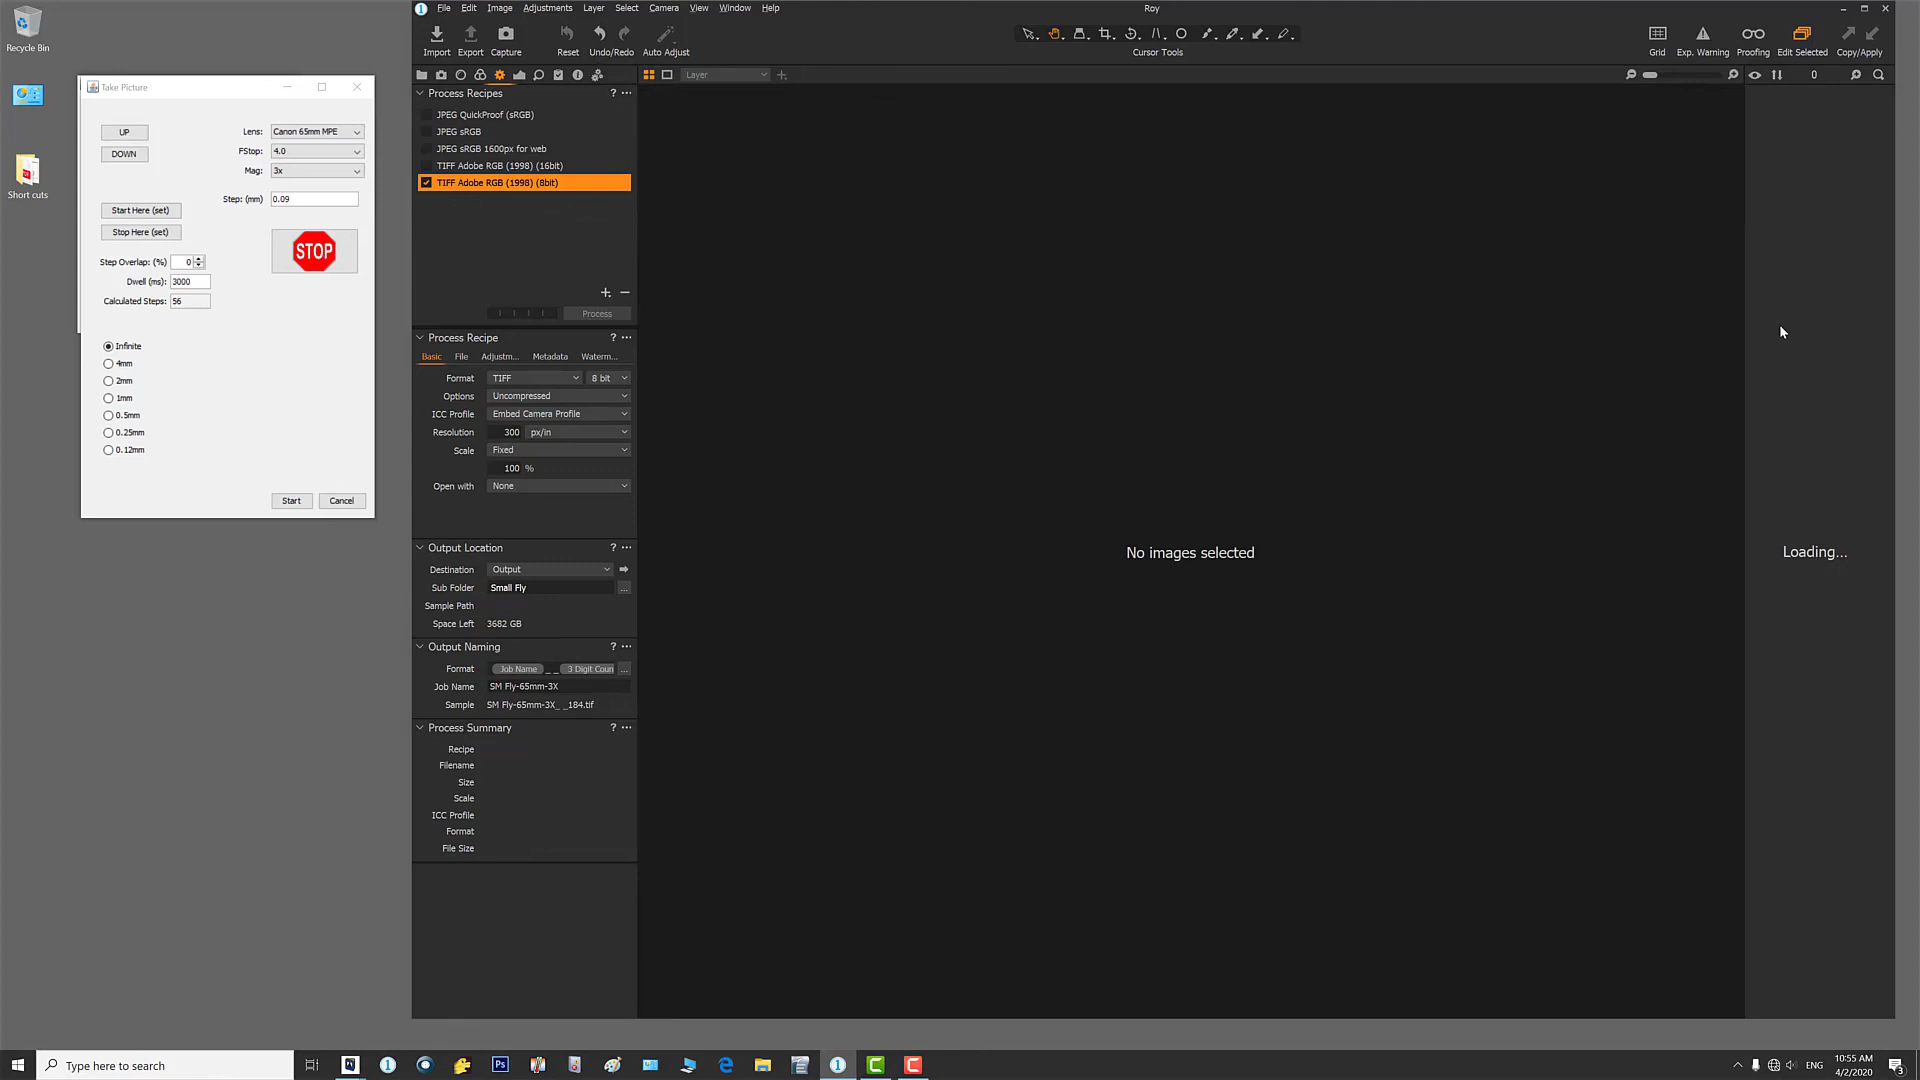 Recycle Bin
Short cuts
Take Picture
UP
DOWN
Lens: Canon 65mm MPE
FStop: 4.0
Mag: 3x
Step: (mm) 0.09
Start Here (set)
Stop Here (set)
STOP
Step Overlap: (%) 0
Dwell (ms): 3000
Calculated Steps: 56
Infinite
4mm
2mm
1mm
0.5mm
0.25mm
0.12mm
Start Cancel
File Edit Image Adjustments Layer Select Camera View Window Help
Roy
Import Export Capture Reset Undo/Redo Auto Adjust
Cursor Tools
Grid Exp. Warning Proofing Edit Selected Copy/Apply
Layer
0
Process Recipes ? ...
JPEG QuickProof (sRGB)
JPEG sRGB
JPEG sRGB 1600px for web
TIFF Adobe RGB (1998) (16bit)
TIFF Adobe RGB (1998) (8bit)
Process
Process Recipe ? ...
Basic File Adjustm... Metadata Waterm...
Format TIFF 8 bit
Options Uncompressed
ICC Profile Embed Camera Profile
Resolution 300 px/in
Scale Fixed
100 %
Open with None
Output Location ? ...
Destination Output
Sub Folder Small Fly ...
Sample Path
Space Left 3682 GB
Output Naming ? ...
Format Job Name _ _ 3 Digit Coun ...
Job Name SM Fly-65mm-3X
Sample SM Fly-65mm-3X_ _184.tif
Process Summary ? ...
Recipe
Filename
Size
Scale
ICC Profile
Format
File Size
No images selected
Loading...
Type here to search
Ps
ENG
10:55 AM
4/2/2020
3